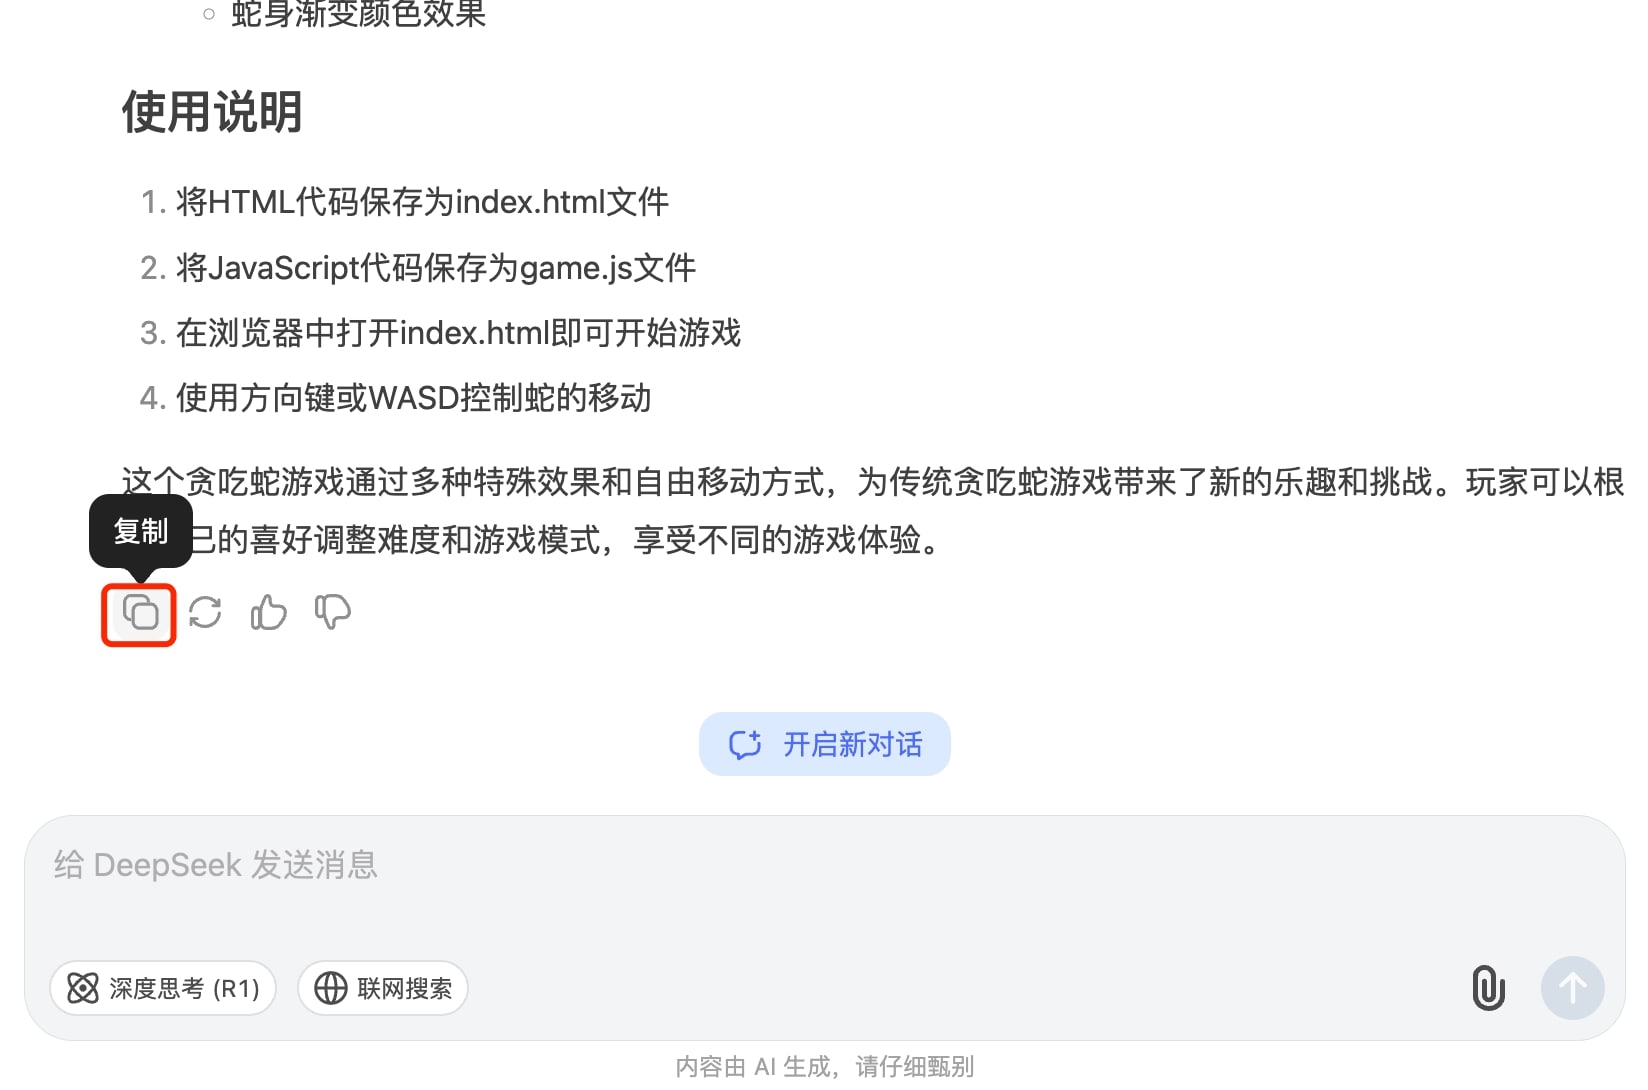 蛇身渐变颜色效果
使用说明
1. 将HTML代码保存为index.html文件
2. 将JavaScript代码保存为game.js文件
3. 在浏览器中打开index.html即可开始游戏
4. 使用方向键或WASD控制蛇的移动
这个贪吃蛇游戏通过多种特殊效果和自由移动方式，为传统贪吃蛇游戏带来了新的乐趣和挑战。玩家可以根
己的喜好调整难度和游戏模式，享受不同的游戏体验。
复制
开启新对话
给 DeepSeek 发送消息
深度思考 (R1)
联网搜索
内容由 AI 生成，请仔细甄别